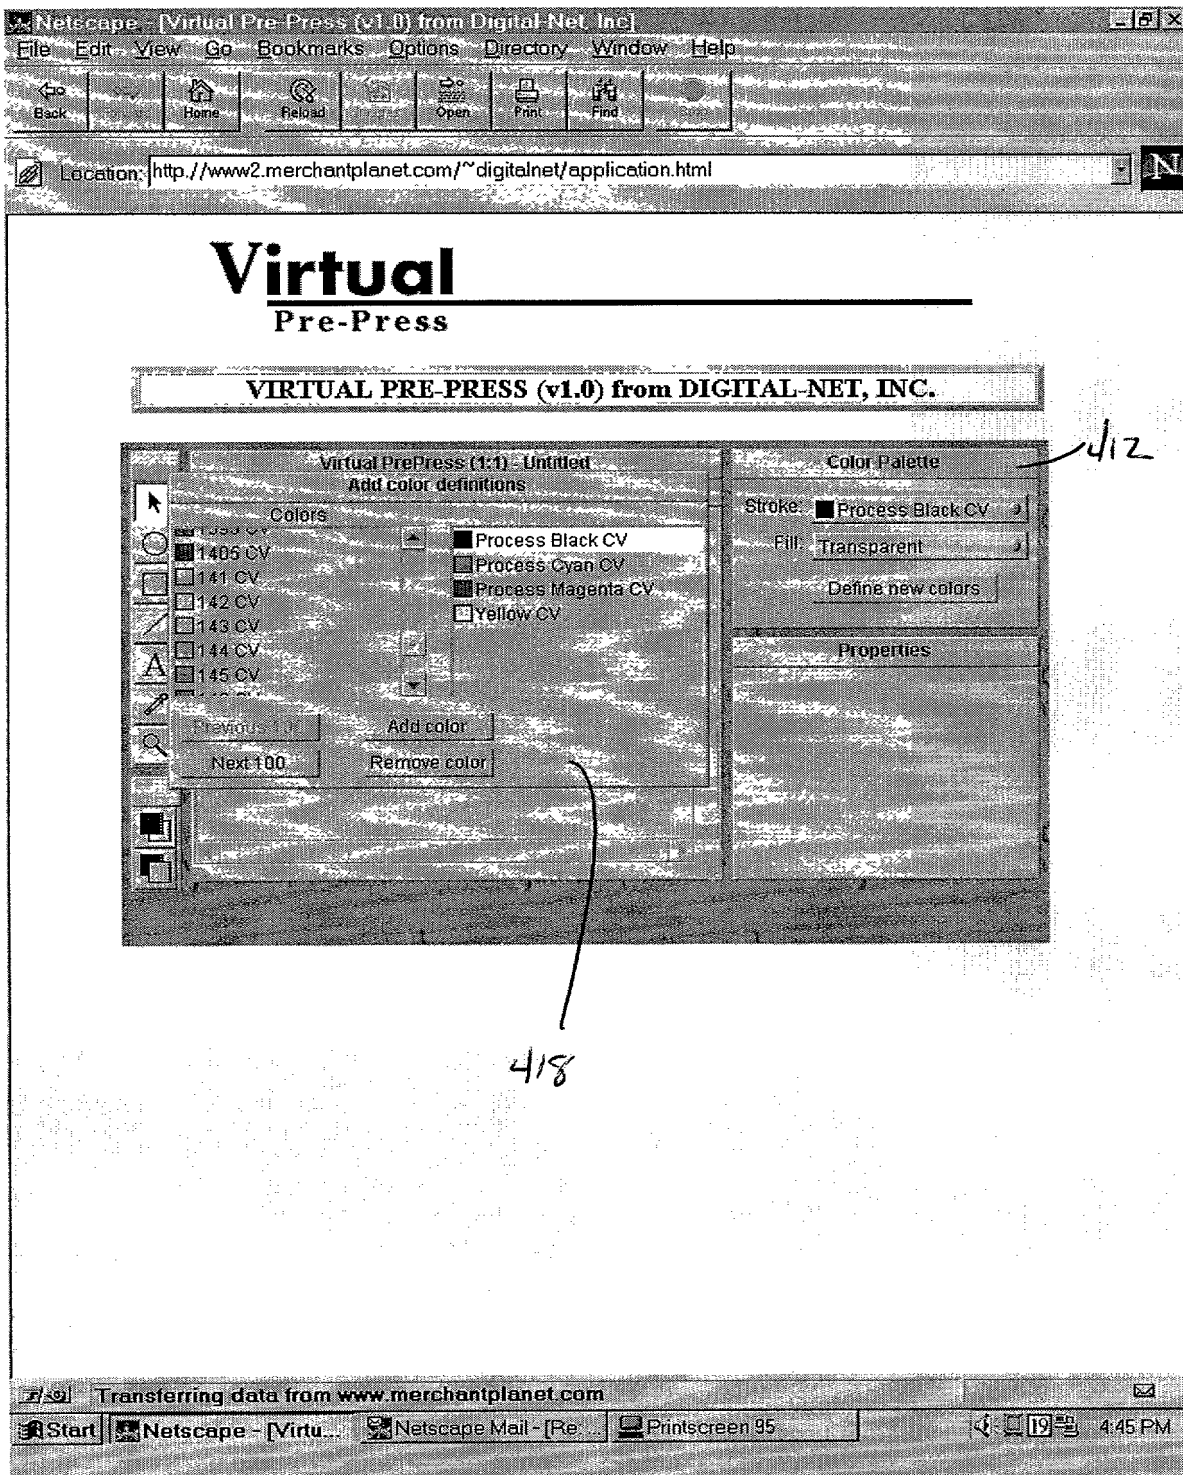 Netscape - [Virtual Pre-Press (v1.0) from Digital-Net, Inc]
File Edit View Go Bookmarks Options Directory Window Help
Back Home Reload Open Print Find
Location: http.//www2.merchantplanet.com/~digitalnet/application.html
N
Virtual
Pre-Press
VIRTUAL PRE-PRESS (v1.0) from DIGITAL-NET, INC.
412
Virtual PrePress (1:1) - Untitled
Add color definitions
Colors
1405 CV
141 CV
142 CV
143 CV
144 CV
145 CV
Process Black CV
Process Cyan CV
Process Magenta CV
Yellow CV
A
Add color
Next 100
Remove color
Color Palette
Stroke: Process Black CV
Fill: Transparent
Define new colors
Properties
418
Transferring data from www.merchantplanet.com
Start Netscape - [Virtu... Netscape Mail - [Re: ... Printscreen 95 19 4:45 PM